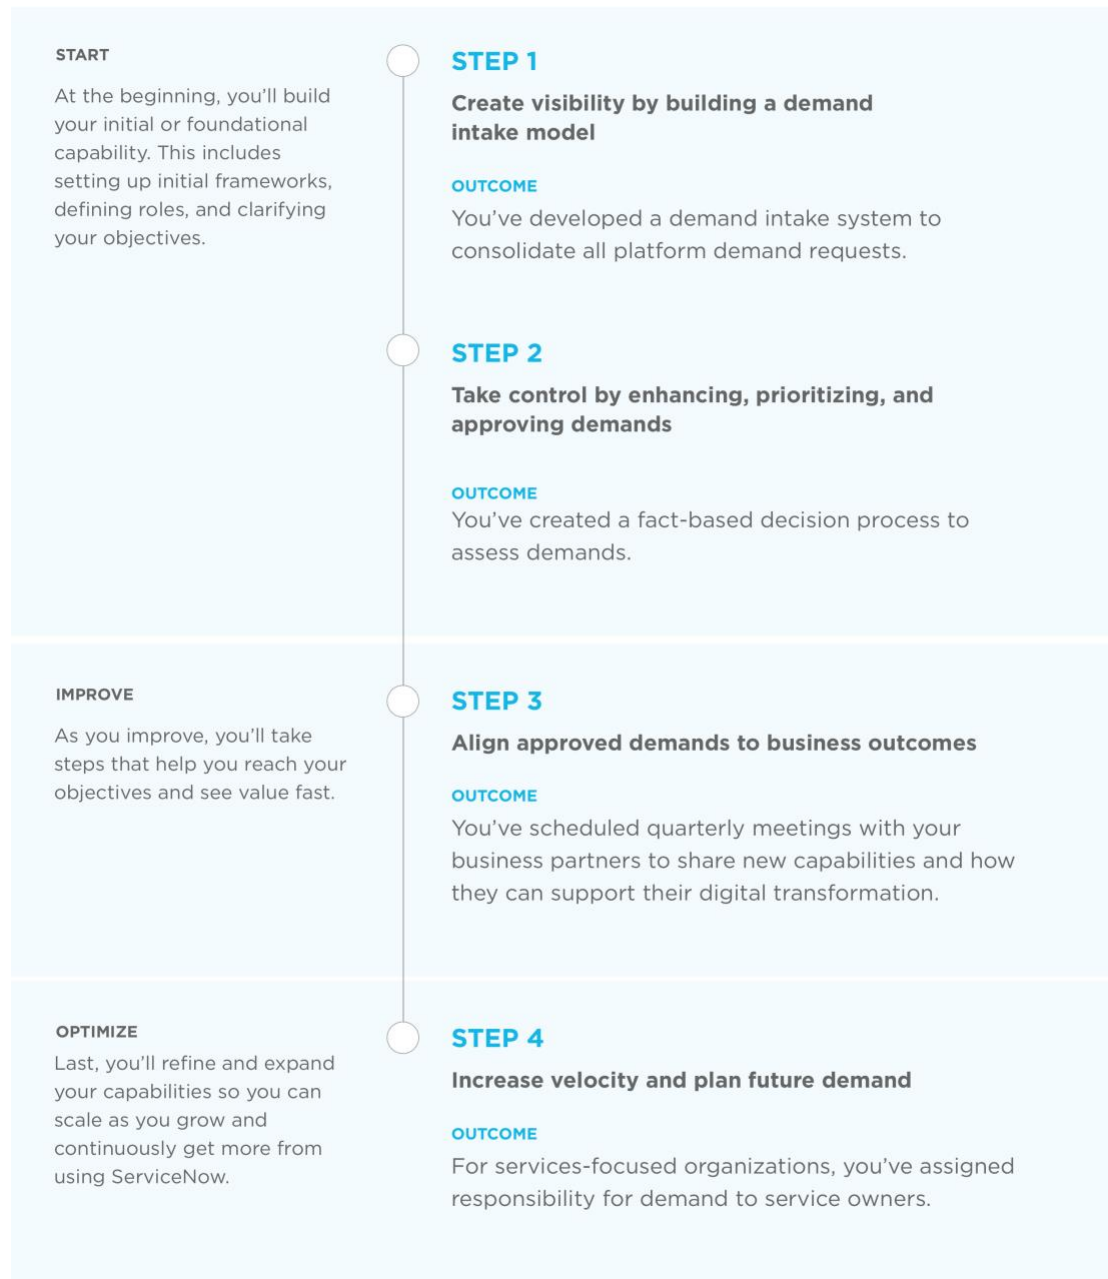 START
At the beginning, you’ll build
your initial or foundational
capability. This includes
setting up initial frameworks,
defining roles, and clarifying
your objectives.
STEP 1
Create visibility by building a demand
intake model
OUTCOME
You’ve developed a demand intake system to
consolidate all platform demand requests.
STEP 2
Take control by enhancing, prioritizing, and
approving demands
OUTCOME
You’ve created a fact-based decision process to
assess demands.
IMPROVE
As you improve, you’ll take
steps that help you reach your
objectives and see value fast.
STEP 3
Align approved demands to business outcomes
OUTCOME
You’ve scheduled quarterly meetings with your
business partners to share new capabilities and how
they can support their digital transformation.
OPTIMIZE
Last, you’ll refine and expand
your capabilities so you can
scale as you grow and
continuously get more from
using ServiceNow.
STEP 4
Increase velocity and plan future demand
OUTCOME
For services-focused organizations, you’ve assigned
responsibility for demand to service owners.